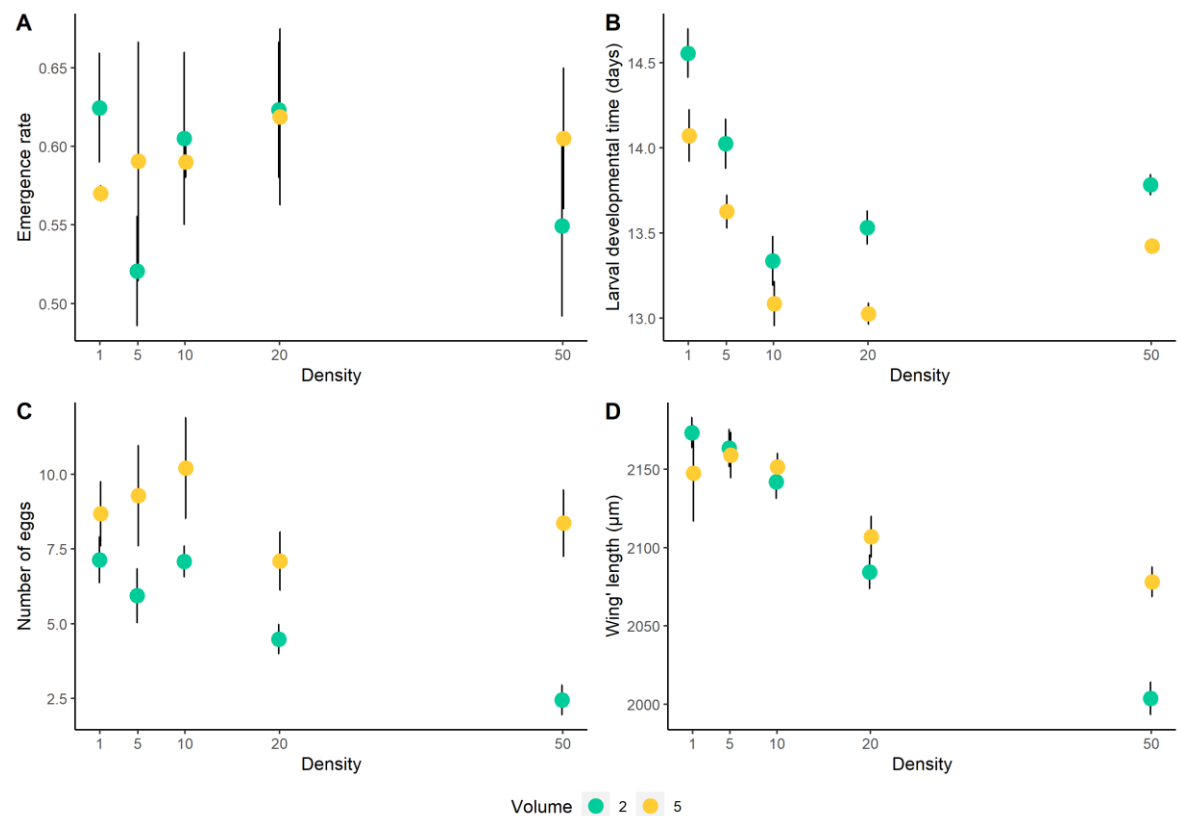 A
Emergence rate
0.65
0.60
0.55
0.50
1 5 10 20 50
Density
B
Larval developmental time (days)
14.5
14.0
13.5
13.0
1 5 10 20 50
Density
C
Number of eggs
10.0
7.5
5.0
2.5
1 5 10 20 50
Density
D
Wing' length (μm)
2150
2100
2050
2000
1 5 10 20 50
Density
Volume 2 5